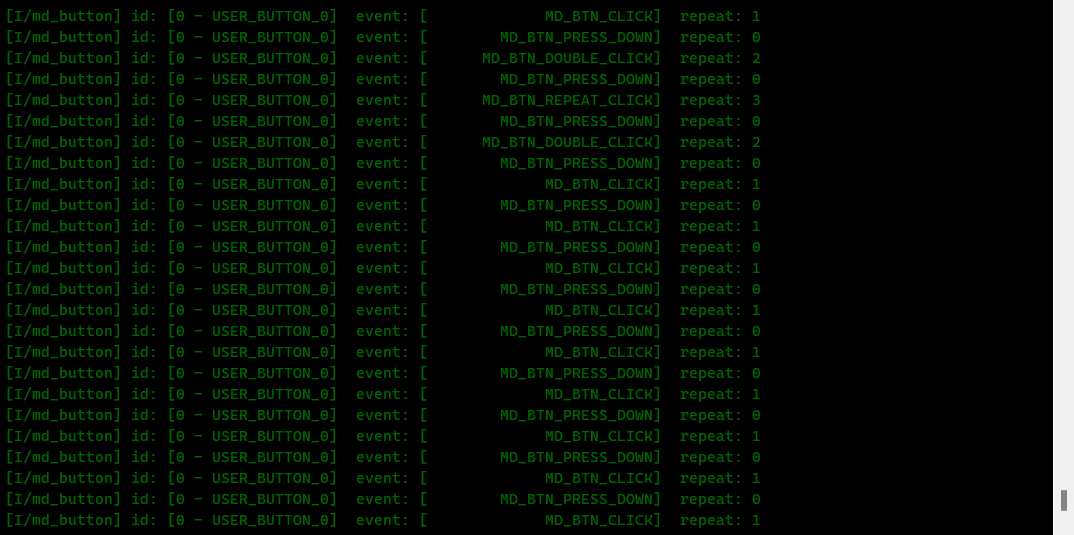 [I/md_button] id: [0 - USER_BUTTON_0]  event: [             MD_BTN_CLICK]  repeat: 1
[I/md_button] id: [0 - USER_BUTTON_0]  event: [        MD_BTN_PRESS_DOWN]  repeat: 0
[I/md_button] id: [0 - USER_BUTTON_0]  event: [      MD_BTN_DOUBLE_CLICK]  repeat: 2
[I/md_button] id: [0 - USER_BUTTON_0]  event: [        MD_BTN_PRESS_DOWN]  repeat: 0
[I/md_button] id: [0 - USER_BUTTON_0]  event: [      MD_BTN_REPEAT_CLICK]  repeat: 3
[I/md_button] id: [0 - USER_BUTTON_0]  event: [        MD_BTN_PRESS_DOWN]  repeat: 0
[I/md_button] id: [0 - USER_BUTTON_0]  event: [      MD_BTN_DOUBLE_CLICK]  repeat: 2
[I/md_button] id: [0 - USER_BUTTON_0]  event: [        MD_BTN_PRESS_DOWN]  repeat: 0
[I/md_button] id: [0 - USER_BUTTON_0]  event: [             MD_BTN_CLICK]  repeat: 1
[I/md_button] id: [0 - USER_BUTTON_0]  event: [        MD_BTN_PRESS_DOWN]  repeat: 0
[I/md_button] id: [0 - USER_BUTTON_0]  event: [             MD_BTN_CLICK]  repeat: 1
[I/md_button] id: [0 - USER_BUTTON_0]  event: [        MD_BTN_PRESS_DOWN]  repeat: 0
[I/md_button] id: [0 - USER_BUTTON_0]  event: [             MD_BTN_CLICK]  repeat: 1
[I/md_button] id: [0 - USER_BUTTON_0]  event: [        MD_BTN_PRESS_DOWN]  repeat: 0
[I/md_button] id: [0 - USER_BUTTON_0]  event: [             MD_BTN_CLICK]  repeat: 1
[I/md_button] id: [0 - USER_BUTTON_0]  event: [        MD_BTN_PRESS_DOWN]  repeat: 0
[I/md_button] id: [0 - USER_BUTTON_0]  event: [             MD_BTN_CLICK]  repeat: 1
[I/md_button] id: [0 - USER_BUTTON_0]  event: [        MD_BTN_PRESS_DOWN]  repeat: 0
[I/md_button] id: [0 - USER_BUTTON_0]  event: [             MD_BTN_CLICK]  repeat: 1
[I/md_button] id: [0 - USER_BUTTON_0]  event: [        MD_BTN_PRESS_DOWN]  repeat: 0
[I/md_button] id: [0 - USER_BUTTON_0]  event: [             MD_BTN_CLICK]  repeat: 1
[I/md_button] id: [0 - USER_BUTTON_0]  event: [        MD_BTN_PRESS_DOWN]  repeat: 0
[I/md_button] id: [0 - USER_BUTTON_0]  event: [             MD_BTN_CLICK]  repeat: 1
[I/md_button] id: [0 - USER_BUTTON_0]  event: [        MD_BTN_PRESS_DOWN]  repeat: 0
[I/md_button] id: [0 - USER_BUTTON_0]  event: [             MD_BTN_CLICK]  repeat: 1